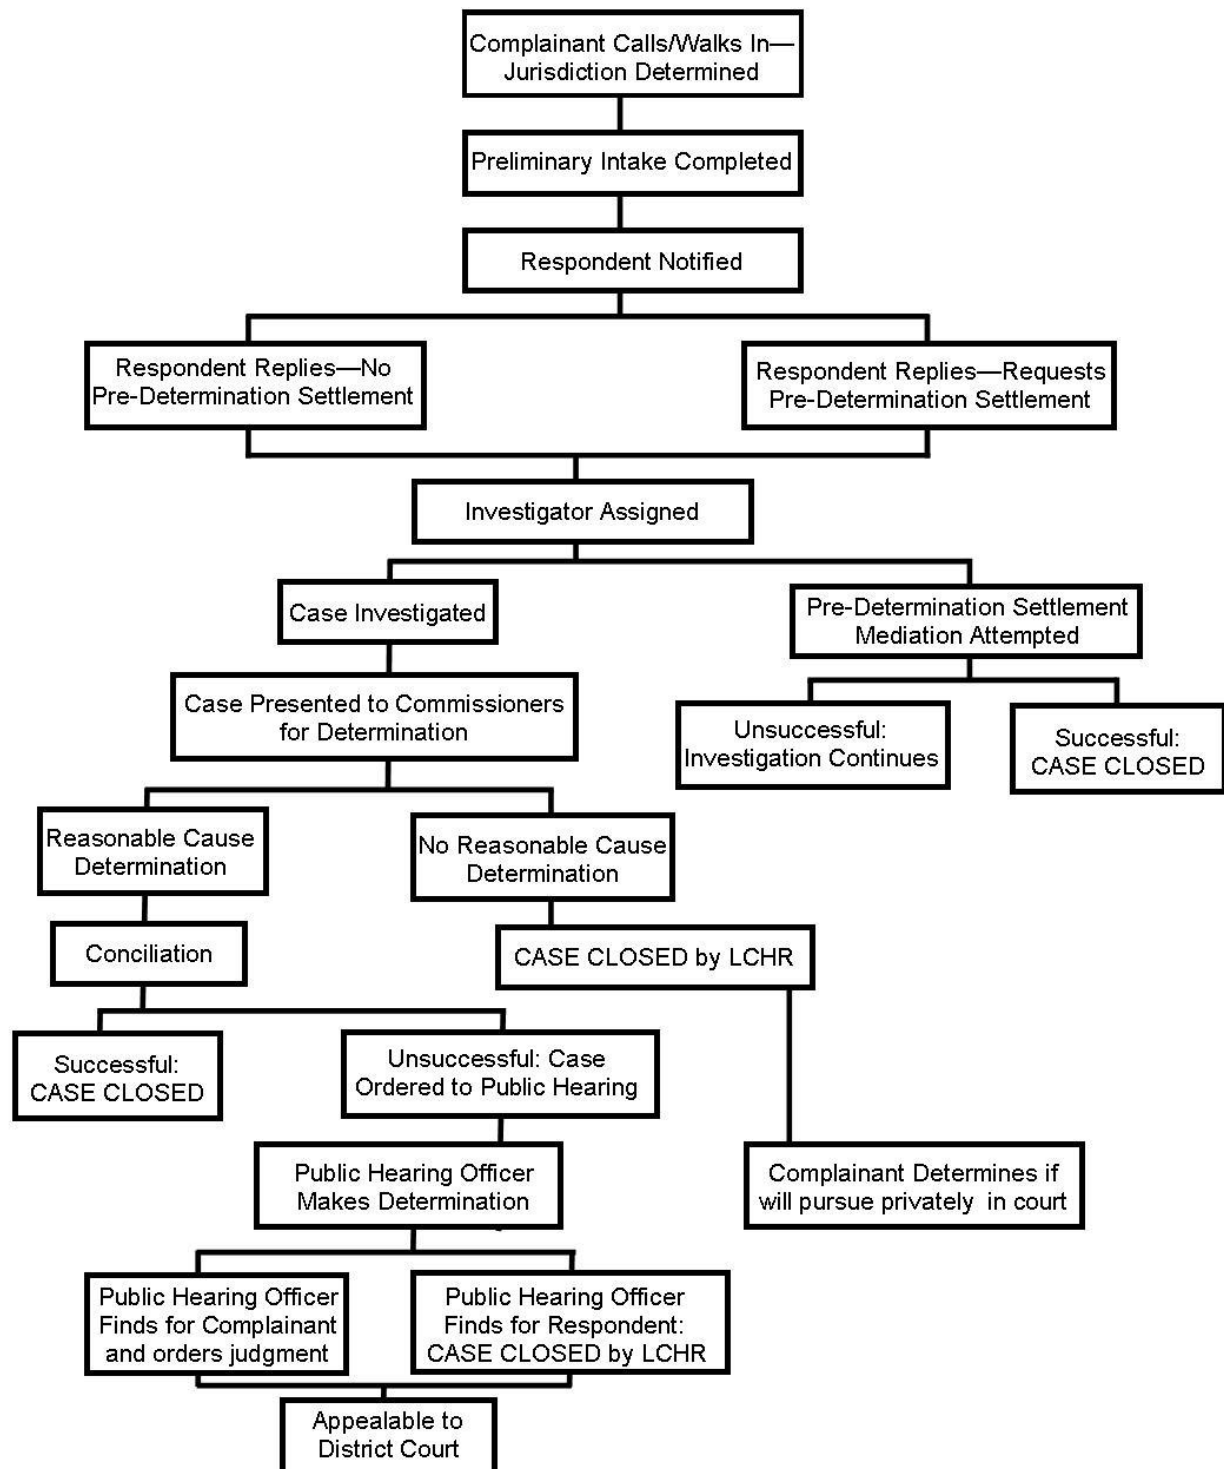 Complainant Calls/Walks In—
Jurisdiction Determined
Preliminary Intake Completed
Respondent Notified
Respondent Replies—No
Pre-Determination Settlement
Respondent Replies—Requests
Pre-Determination Settlement
Investigator Assigned
Case Investigated
Pre-Determination Settlement
Mediation Attempted
Case Presented to Commissioners
for Determination
Unsuccessful:
Investigation Continues
Successful:
CASE CLOSED
Reasonable Cause
Determination
No Reasonable Cause
Determination
Conciliation
CASE CLOSED by LCHR
Successful:
CASE CLOSED
Unsuccessful: Case
Ordered to Public Hearing
Public Hearing Officer
Makes Determination
Complainant Determines if
will pursue privately in court
Public Hearing Officer
Finds for Complainant
and orders judgment
Public Hearing Officer
Finds for Respondent:
CASE CLOSED by LCHR
Appealable to
District Court